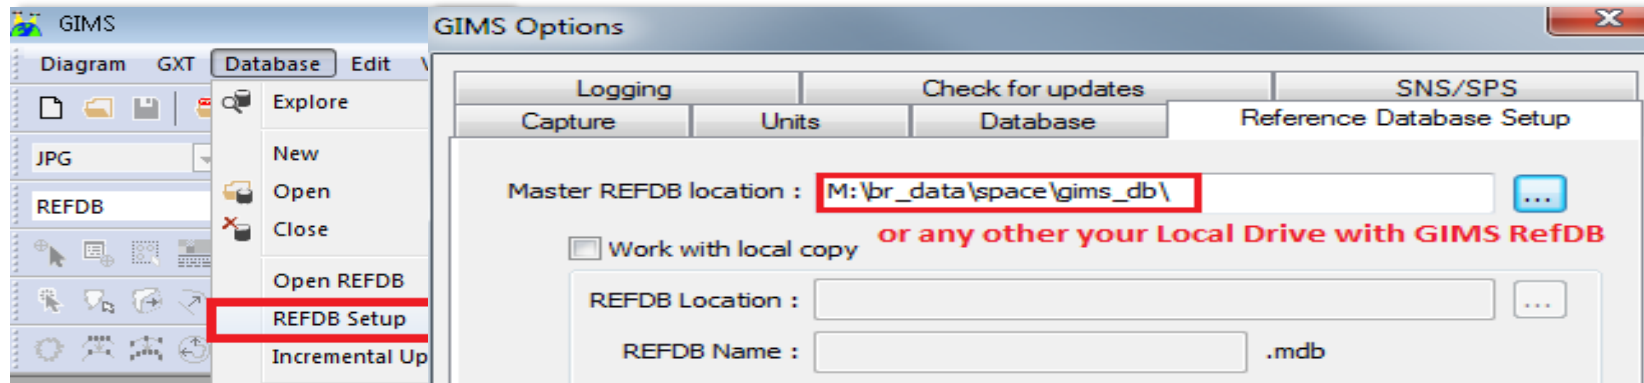 GIMS
Diagram GXT Database Edit
Explore
JPG
New
REFDB
Open
Close
Open REFDB
REFDB Setup
Incremental Up
GIMS Options
Logging Check for updates SNS/SPS
Capture Units Database Reference Database Setup
Master REFDB location : M:\br_data\space\gims_db\ ...
or any other your Local Drive with GIMS RefDB
Work with local copy
REFDB Location : ...
REFDB Name : .mdb